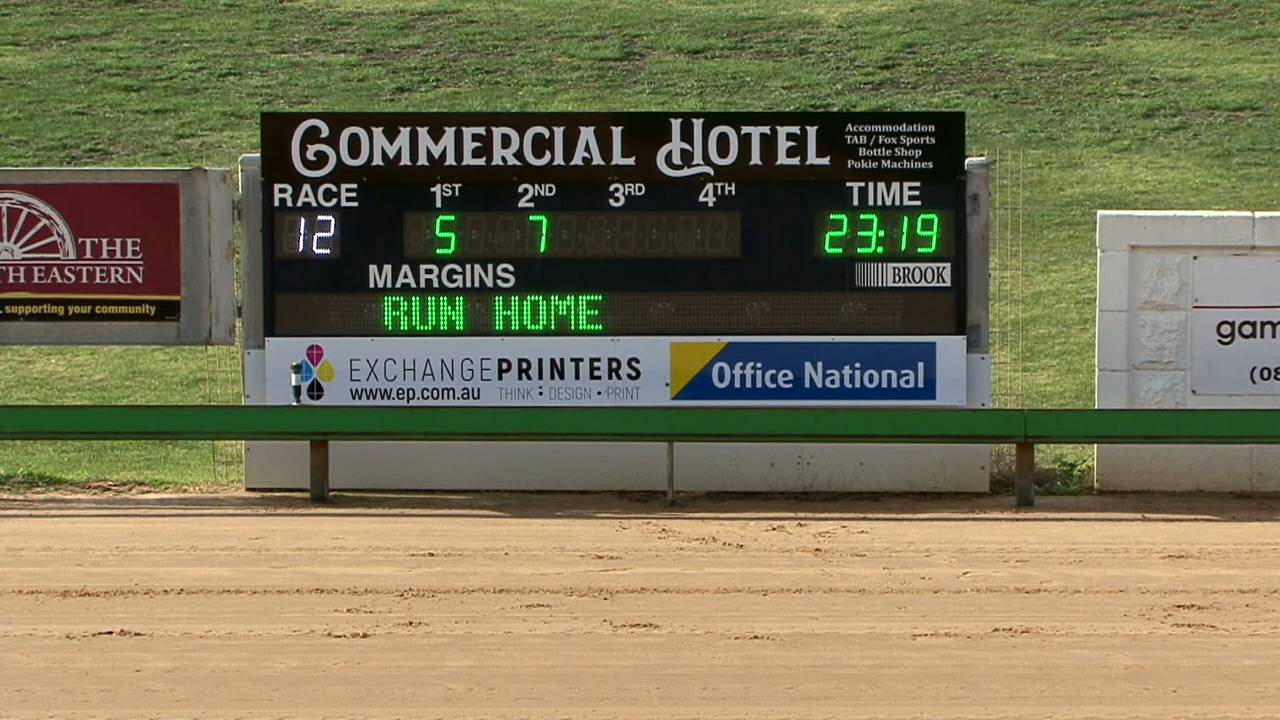 COMMERCIAL HOTEL
Accommodation
TAB / Fox Sports
Bottle Shop
Pokie Machines
RACE 1ST 2ND 3RD 4TH TIME
12 5 7 23:19
MARGINS
BROOK
RUN HOME
EXCHANGEPRINTERS
www.ep.com.au THINK : DESIGN • PRINT
Office National
THE
TH EASTERN
supporting your community
gam
(08